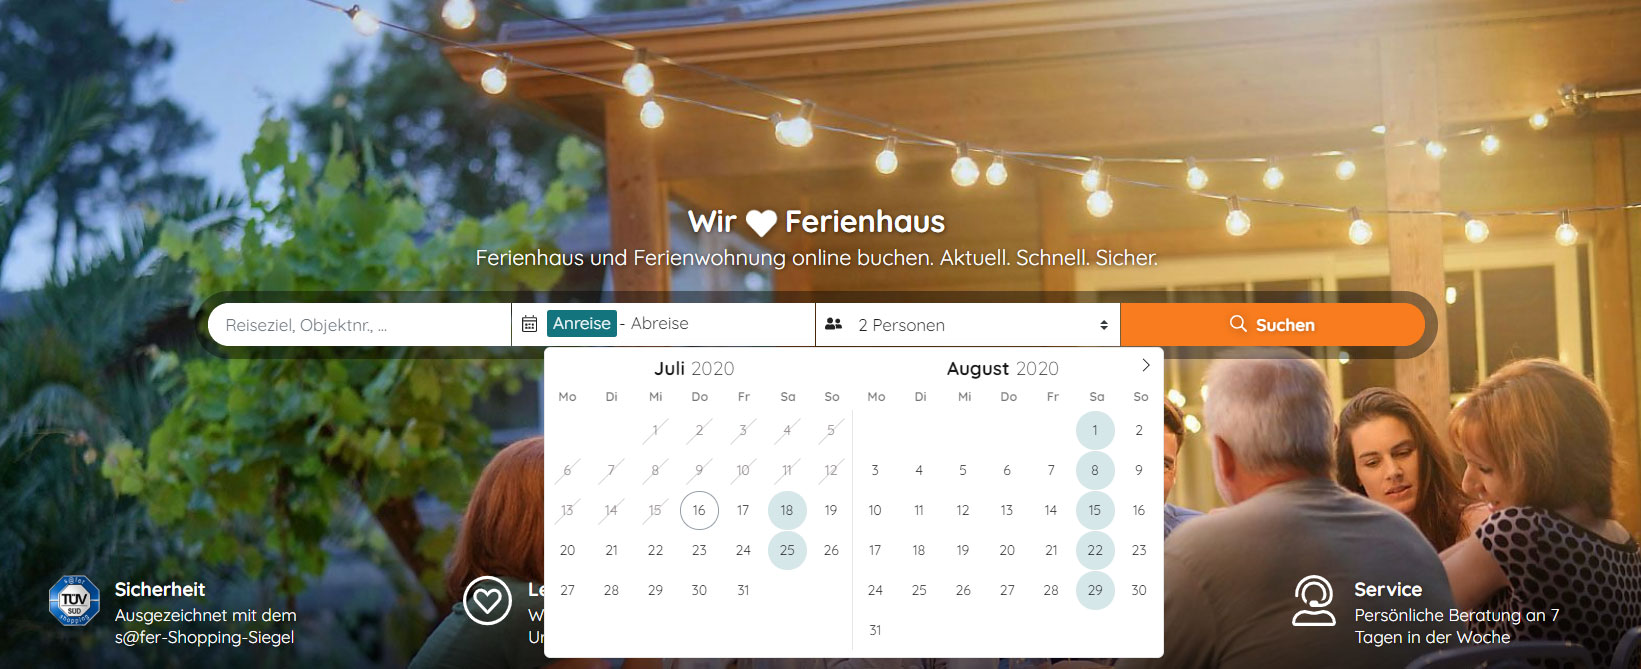 Wir ♥ Ferienhaus
Ferienhaus und Ferienwohnung online buchen. Aktuell. Schnell. Sicher.
Reiseziel, Objektnr., ...
Anreise - Abreise
2 Personen
Suchen
Juli 2020
Mo Di Mi Do Fr Sa So
1 2 3 4 5
6 7 8 9 10 11 12
13 14 15 16 17 18 19
20 21 22 23 24 25 26
27 28 29 30 31
August 2020
Mo Di Mi Do Fr Sa So
1 2
3 4 5 6 7 8 9
10 11 12 13 14 15 16
17 18 19 20 21 22 23
24 25 26 27 28 29 30
31
s@fer
TÜV
SÜD
shopping
Sicherheit
Ausgezeichnet mit dem
s@fer-Shopping-Siegel
Service
Persönliche Beratung an 7
Tagen in der Woche